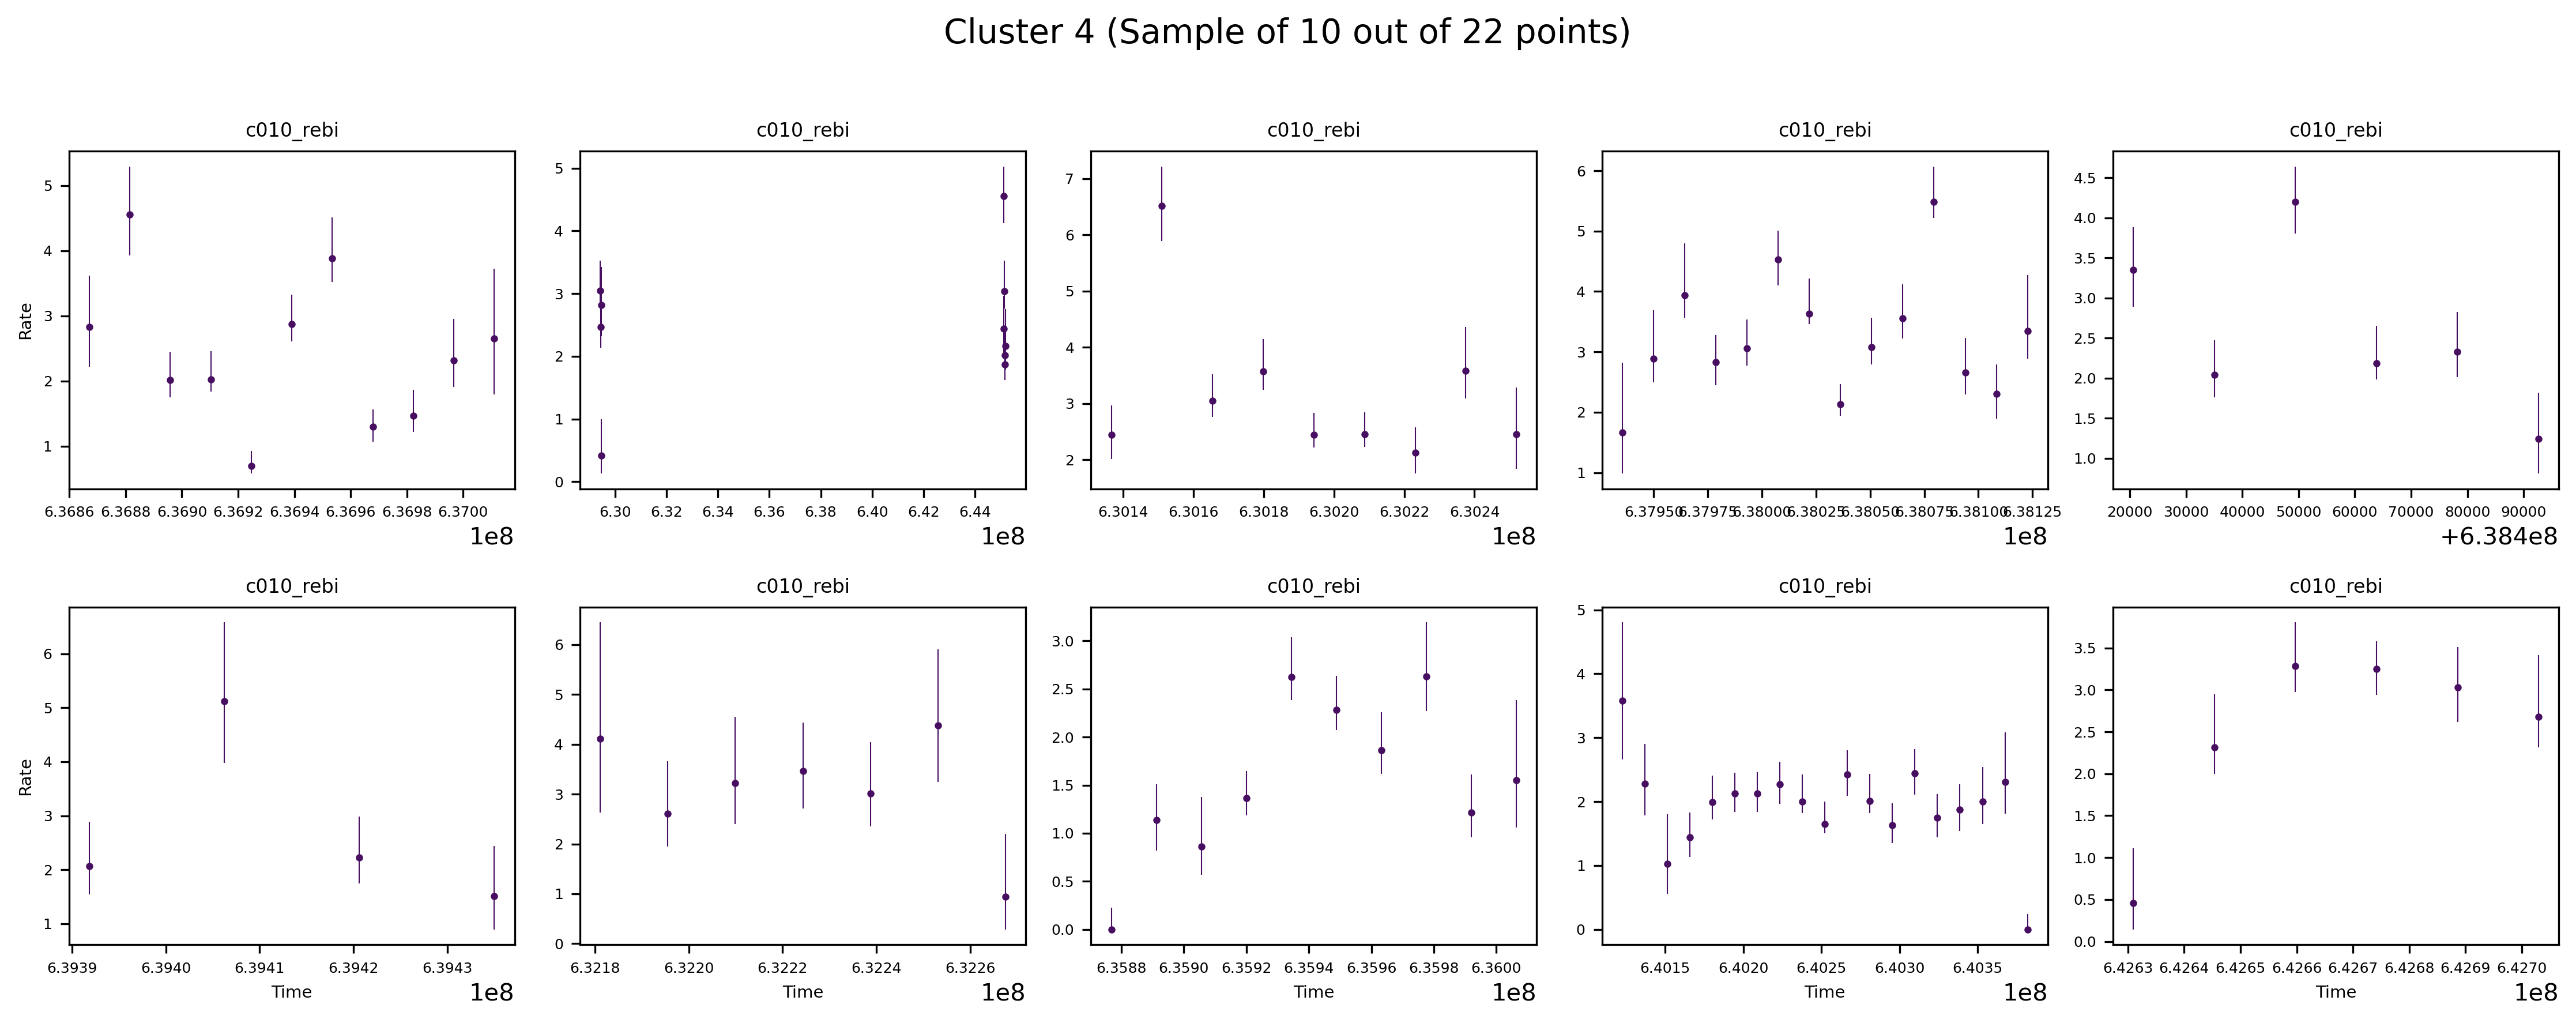 Cluster 4 (Sample of 10 out of 22 points)
c010_rebi c010_rebi c010_rebi c010_rebi c010_rebi
Rate
5
4
3
2
1
6.3686 6.3688 6.3690 6.3692 6.3694 6.3696 6.3698 6.3700
1e8
5
4
3
2
1
0
6.30 6.32 6.34 6.36 6.38 6.40 6.42 6.44
1e8
7
6
5
4
3
2
6.3014 6.3016 6.3018 6.3020 6.3022 6.3024
1e8
6
5
4
3
2
1
6.37950 6.37975 6.38000 6.38025 6.38050 6.38075 6.38100 6.38125
1e8
4.5
4.0
3.5
3.0
2.5
2.0
1.5
1.0
20000 30000 40000 50000 60000 70000 80000 90000
+6.384e8
c010_rebi c010_rebi c010_rebi c010_rebi c010_rebi
Rate
6
5
4
3
2
1
6.3939 6.3940 6.3941 6.3942 6.3943
Time
1e8
6
5
4
3
2
1
0
6.3218 6.3220 6.3222 6.3224 6.3226
Time
1e8
3.0
2.5
2.0
1.5
1.0
0.5
0.0
6.3588 6.3590 6.3592 6.3594 6.3596 6.3598 6.3600
Time
1e8
5
4
3
2
1
0
6.4015 6.4020 6.4025 6.4030 6.4035
Time
1e8
3.5
3.0
2.5
2.0
1.5
1.0
0.5
0.0
6.4263 6.4264 6.4265 6.4266 6.4267 6.4268 6.4269 6.4270
Time
1e8